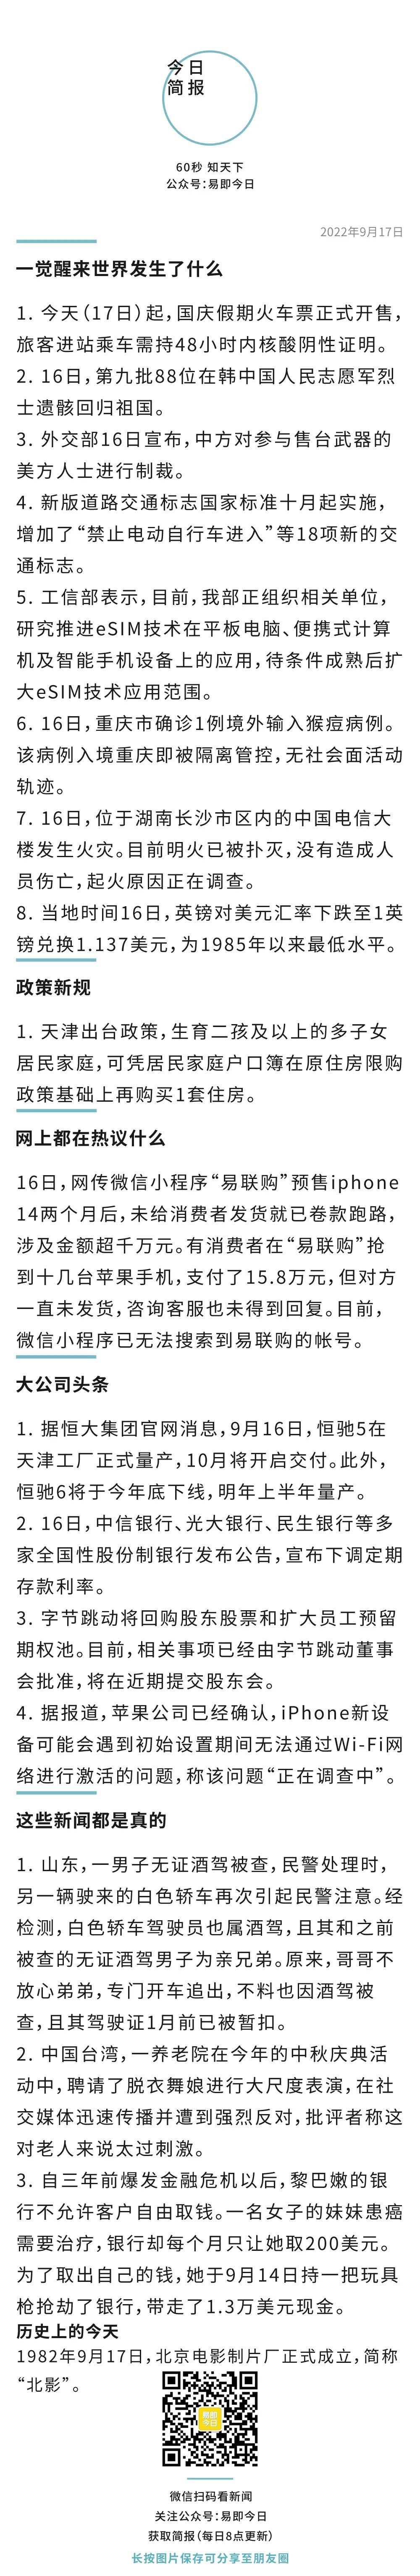 今日
简报
60秒 知天下
公众号：易即今日
2022年9月17日
一觉醒来世界发生了什么
1. 今天（17日）起，国庆假期火车票正式开售，
旅客进站乘车需持48小时内核酸阴性证明。
2. 16日，第九批88位在韩中国人民志愿军烈
士遗骸回归祖国。
3. 外交部16日宣布，中方对参与售台武器的
美方人士进行制裁。
4. 新版道路交通标志国家标准十月起实施，
增加了“禁止电动自行车进入”等18项新的交
通标志。
5. 工信部表示，目前，我部正组织相关单位，
研究推进eSIM技术在平板电脑、便携式计算
机及智能手机设备上的应用，待条件成熟后扩
大eSIM技术应用范围。
6. 16日，重庆市确诊1例境外输入猴痘病例。
该病例入境重庆即被隔离管控，无社会面活动
轨迹。
7. 16日，位于湖南长沙市区内的中国电信大
楼发生火灾。目前明火已被扑灭，没有造成人
员伤亡，起火原因正在调查。
8. 当地时间16日，英镑对美元汇率下跌至1英
镑兑换1.137美元，为1985年以来最低水平。
政策新规
1. 天津出台政策，生育二孩及以上的多子女
居民家庭，可凭居民家庭户口簿在原住房限购
政策基础上再购买1套住房。
网上都在热议什么
16日，网传微信小程序“易联购”预售iphone
14两个月后，未给消费者发货就已卷款跑路，
涉及金额超千万元。有消费者在“易联购”抢
到十几台苹果手机，支付了15.8万元，但对方
一直未发货，咨询客服也未得到回复。目前，
微信小程序已无法搜索到易联购的帐号。
大公司头条
1. 据恒大集团官网消息，9月16日，恒驰5在
天津工厂正式量产，10月将开启交付。此外，
恒驰6将于今年底下线，明年上半年量产。
2. 16日，中信银行、光大银行、民生银行等多
家全国性股份制银行发布公告，宣布下调定期
存款利率。
3. 字节跳动将回购股东股票和扩大员工预留
期权池。目前，相关事项已经由字节跳动董事
会批准，将在近期提交股东会。
4. 据报道，苹果公司已经确认，iPhone新设
备可能会遇到初始设置期间无法通过Wi-Fi网
络进行激活的问题，称该问题“正在调查中”。
这些新闻都是真的
1. 山东，一男子无证酒驾被查，民警处理时，
另一辆驶来的白色轿车再次引起民警注意。经
检测，白色轿车驾驶员也属酒驾，且其和之前
被查的无证酒驾男子为亲兄弟。原来，哥哥不
放心弟弟，专门开车追出，不料也因酒驾被
查，且其驾驶证1月前已被暂扣。
2. 中国台湾，一养老院在今年的中秋庆典活
动中，聘请了脱衣舞娘进行大尺度表演，在社
交媒体迅速传播并遭到强烈反对，批评者称这
对老人来说太过刺激。
3. 自三年前爆发金融危机以后，黎巴嫩的银
行不允许客户自由取钱。一名女子的妹妹患癌
需要治疗，银行却每个月只让她取200美元。
为了取出自己的钱，她于9月14日持一把玩具
枪抢劫了银行，带走了1.3万美元现金。
历史上的今天
1982年9月17日，北京电影制片厂正式成立，简称
“北影”。
易即
今日
微信扫码看新闻
关注公众号：易即今日
获取简报（每日8点更新）
长按图片保存可分享至朋友圈